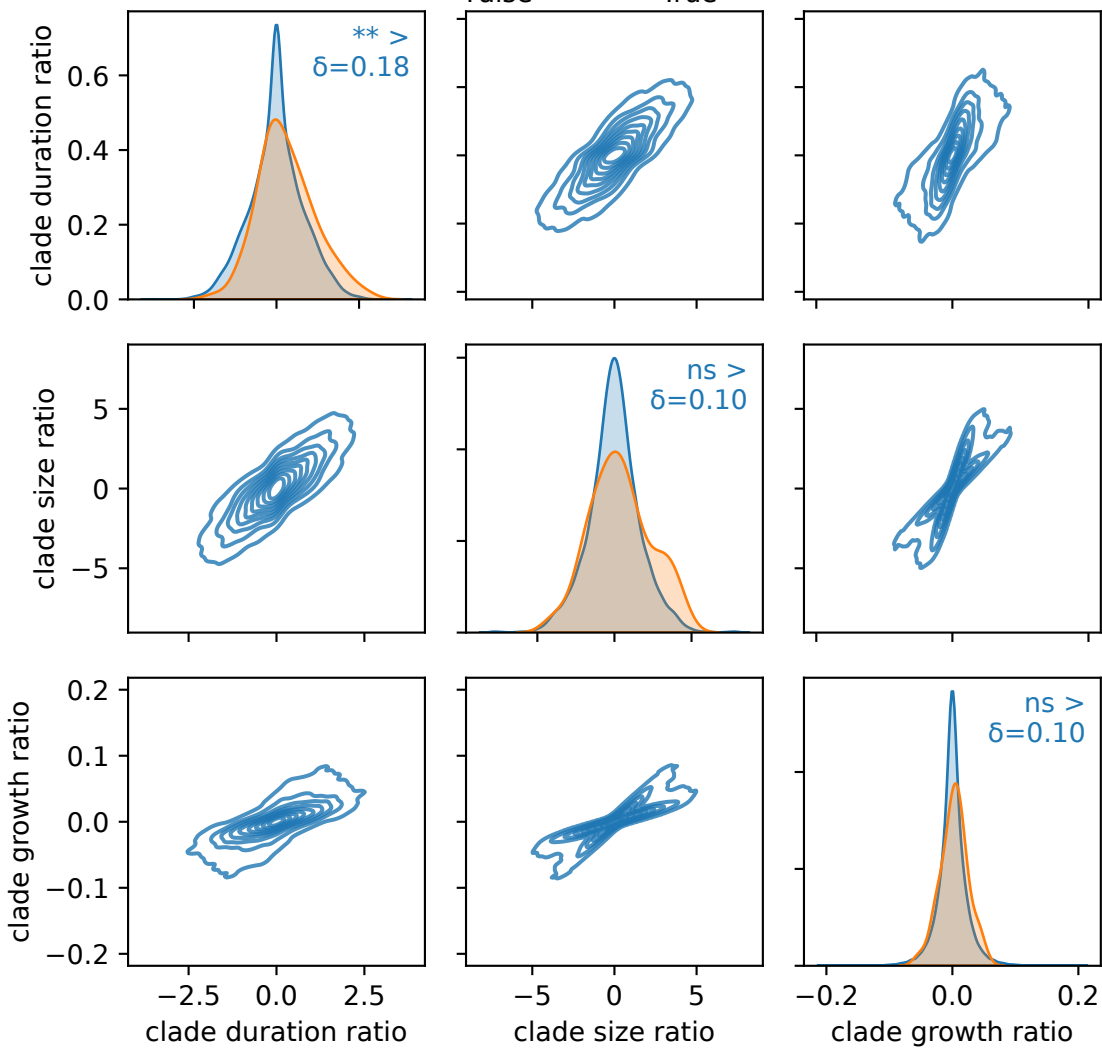 clade duration ratio
0.6
0.4
0.2
0.0
** >
δ=0.18
clade size ratio
5
0
−5
ns >
δ=0.10
clade growth ratio
0.2
0.1
0.0
−0.1
−0.2
ns >
δ=0.10
−2.5 0.0 2.5
clade duration ratio
−5 0 5
clade size ratio
−0.2 0.0 0.2
clade growth ratio